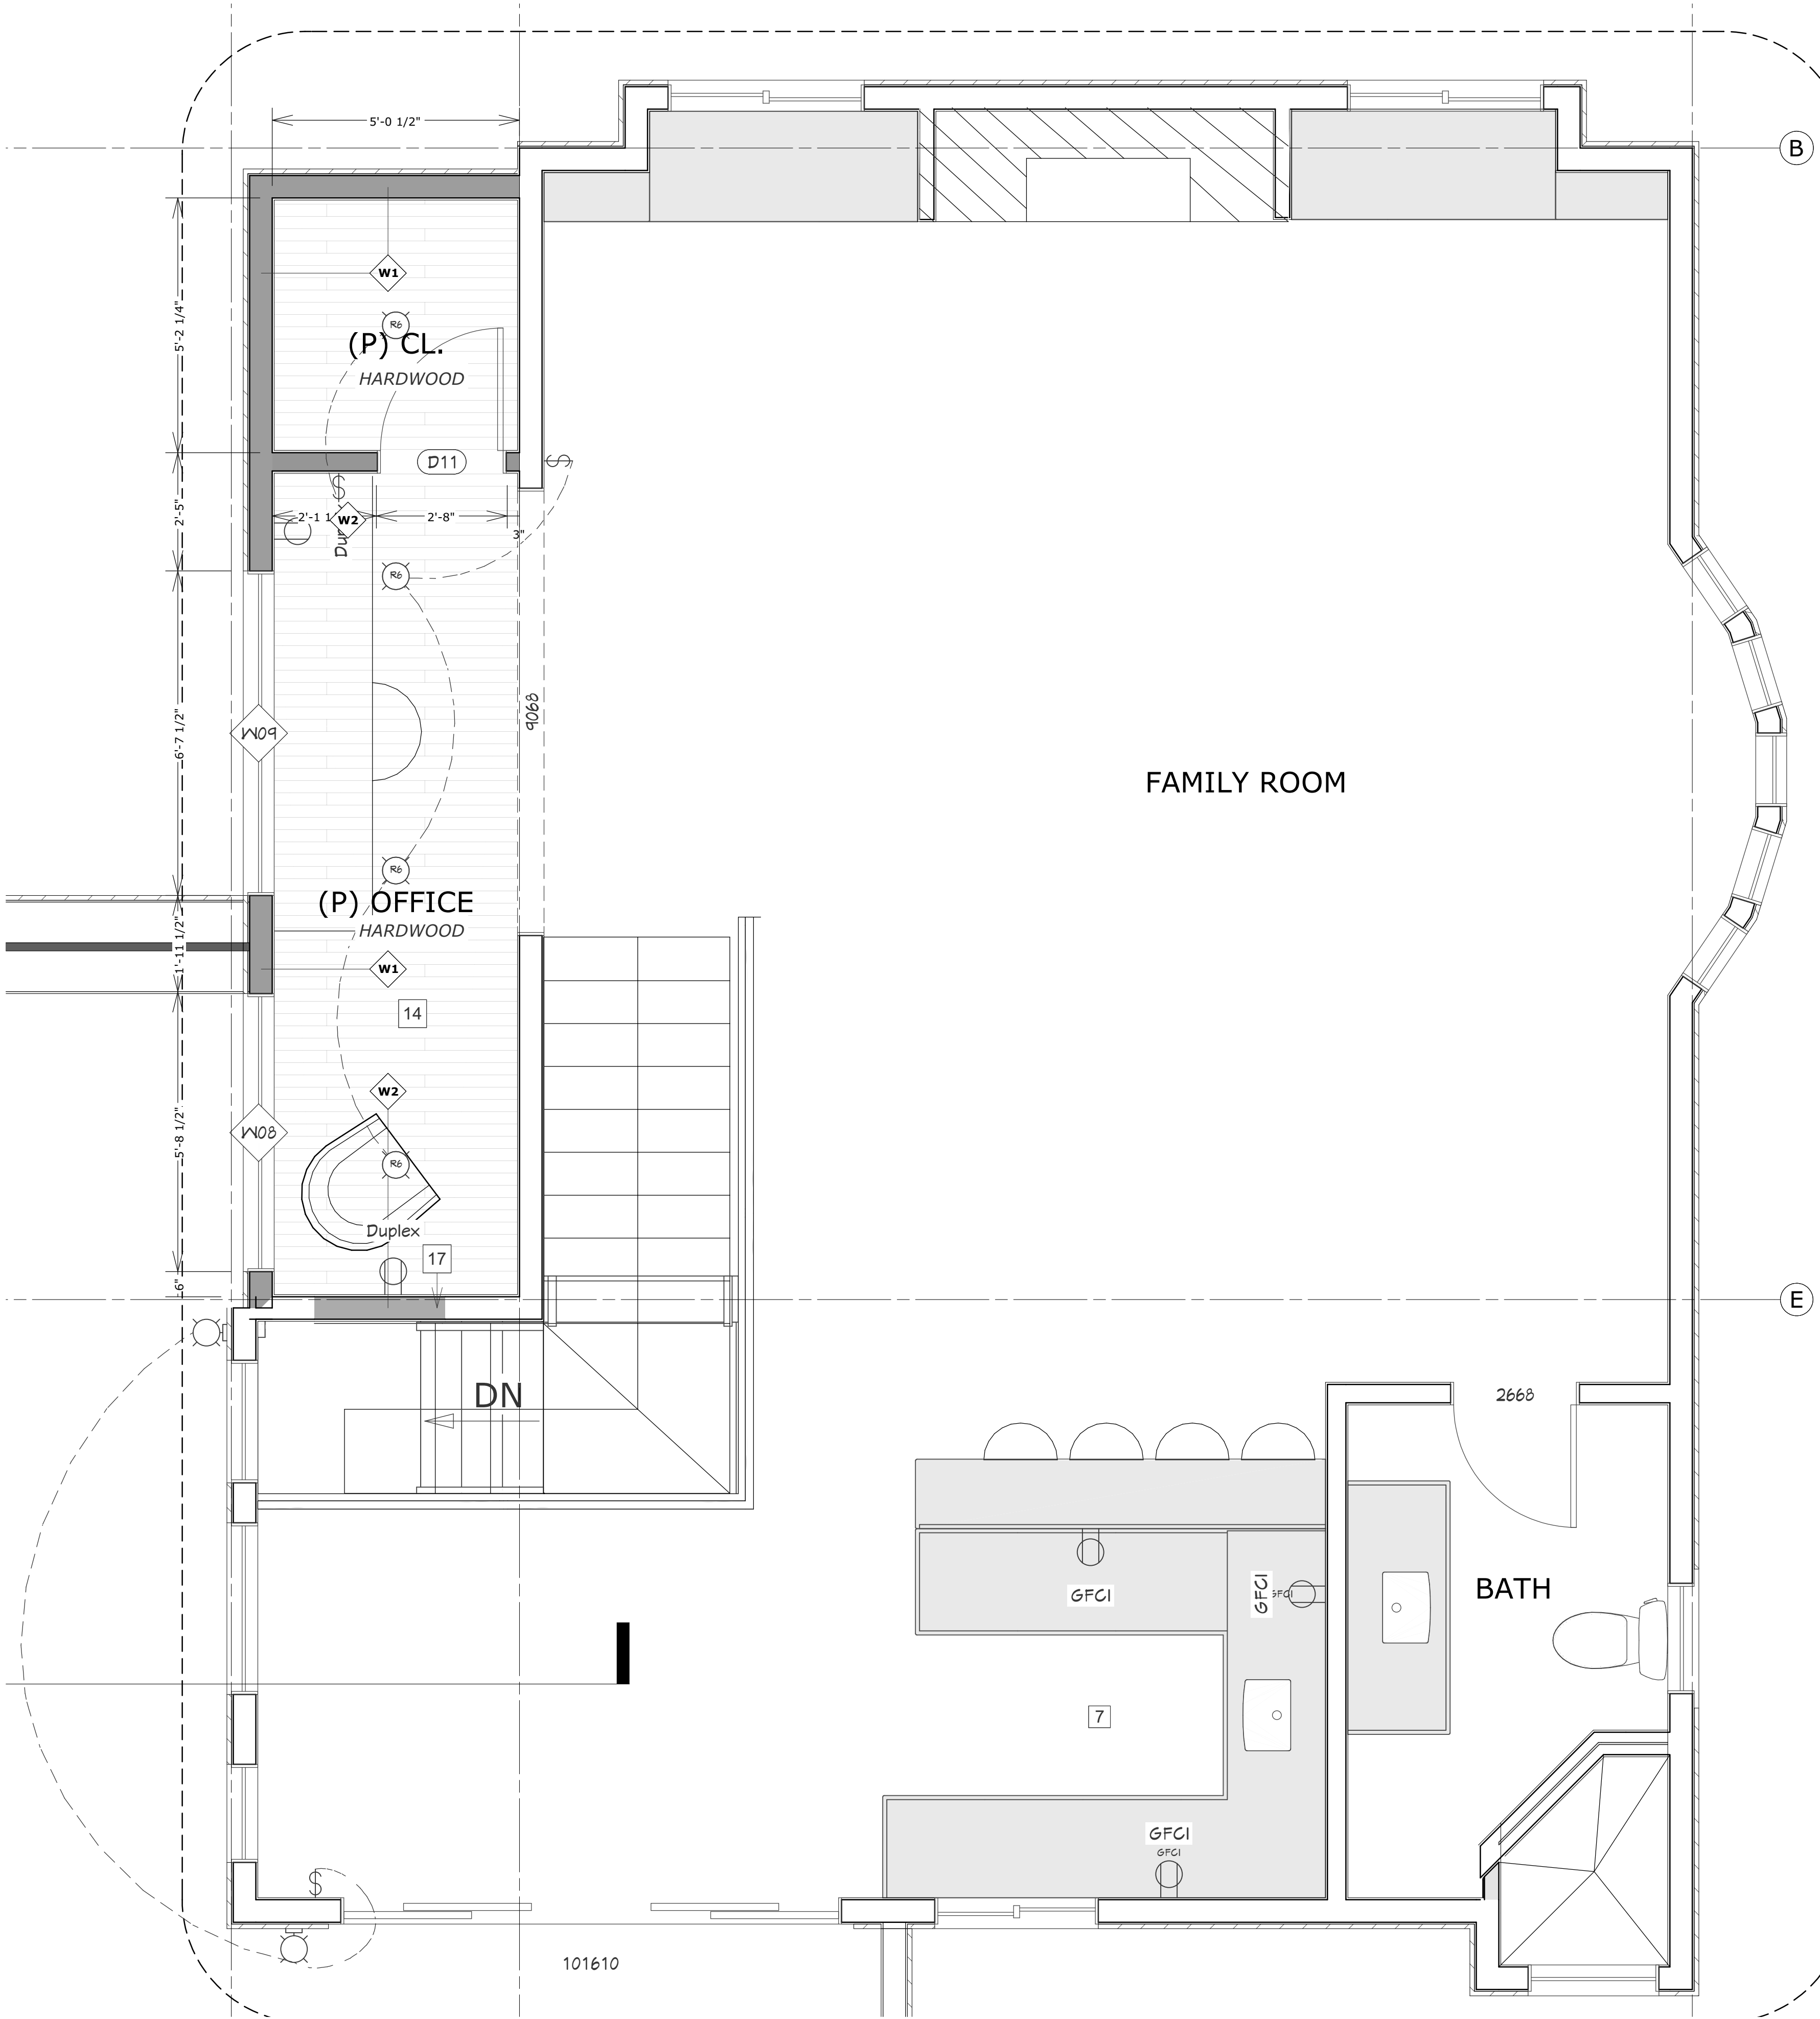 5'-0 1/2"
B
W1
5'-2 1/4"
R6
(P) CL.
HARDWOOD
D11
$
$
2'-5"
2'-1 1
W2
2'-8"
3"
R6
9068
W09
6'-7 1/2"
FAMILY ROOM
R6
(P) OFFICE
HARDWOOD
1'-11 1/2"
W1
14
W2
W08
5'-8 1/2"
R6
Duplex
17
6"
E
DN
2668
GFCI
GFCI
GFCI
BATH
7
GFCI
GFCI
$
101610